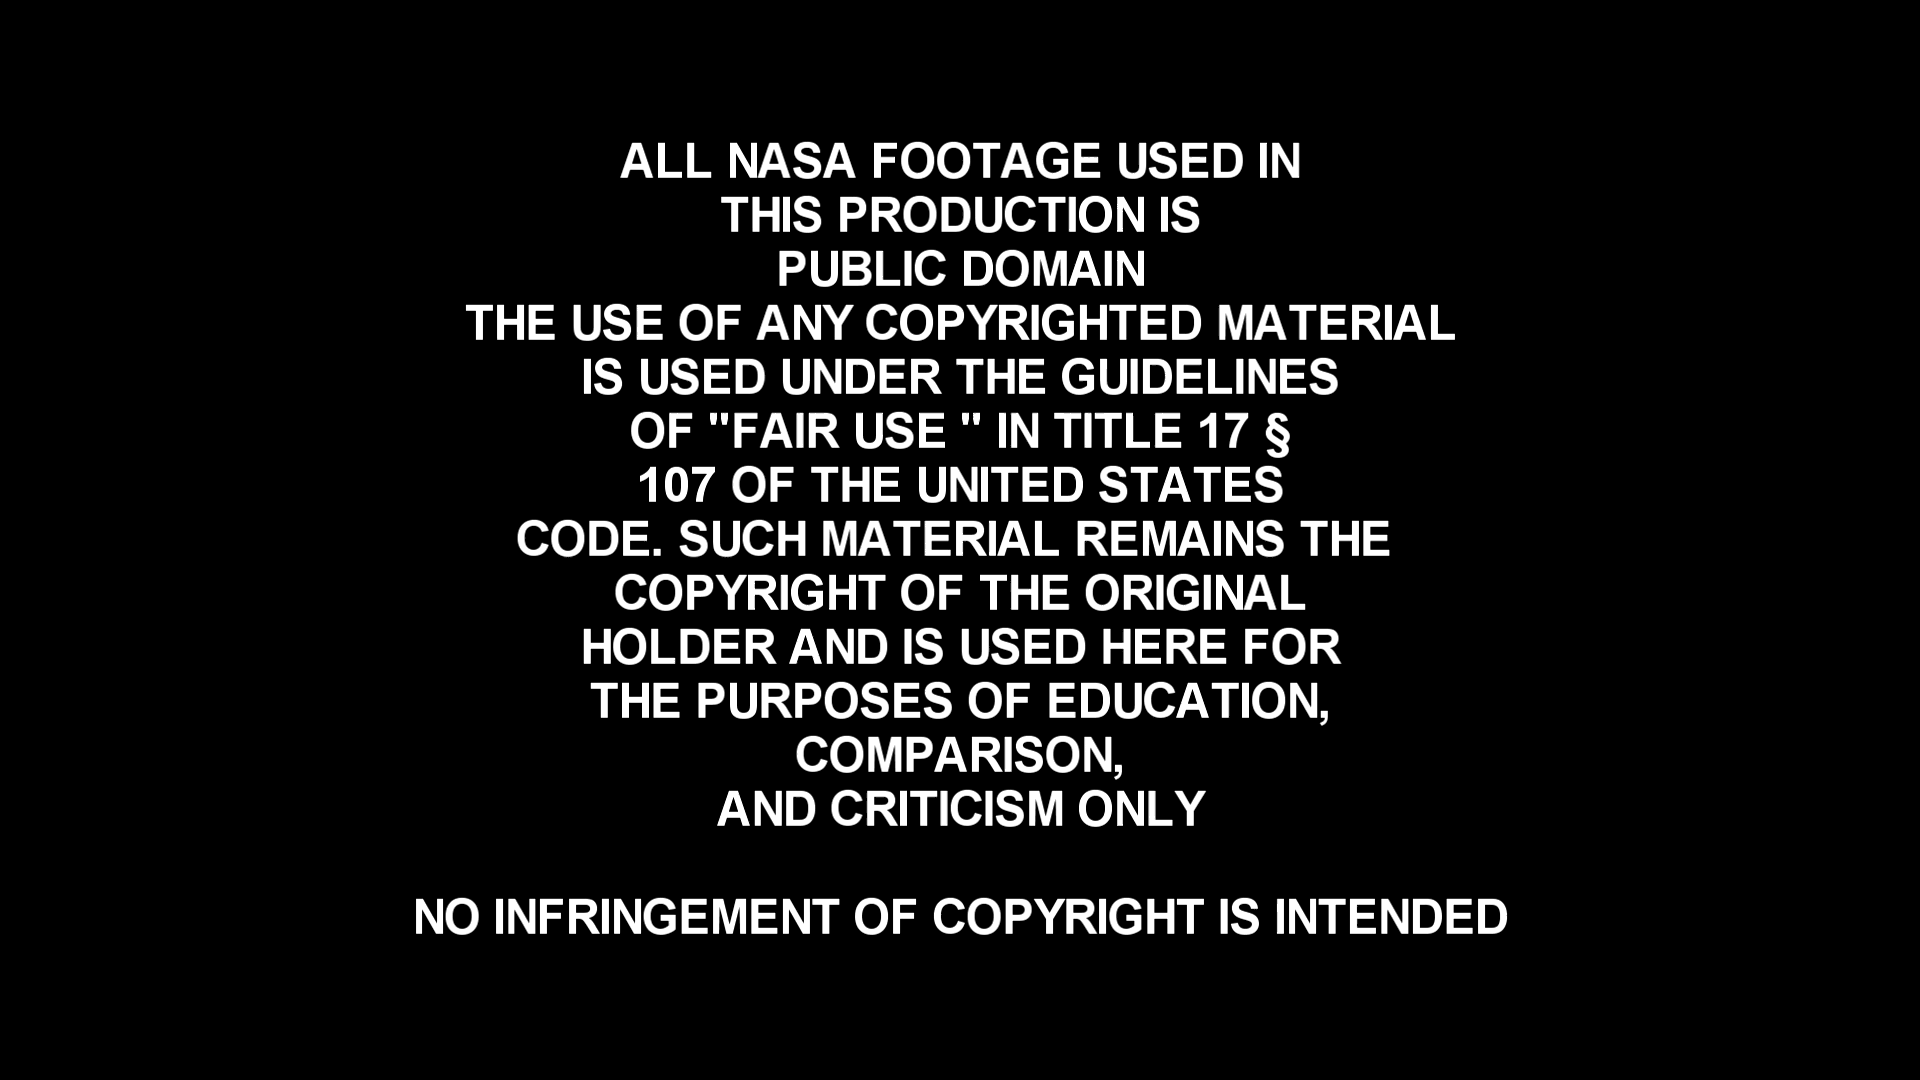 ALL NASA FOOTAGE USED IN
THIS PRODUCTION IS
PUBLIC DOMAIN
THE USE OF ANY COPYRIGHTED MATERIAL
IS USED UNDER THE GUIDELINES
OF "FAIR USE " IN TITLE 17 §
107 OF THE UNITED STATES
CODE. SUCH MATERIAL REMAINS THE
COPYRIGHT OF THE ORIGINAL
HOLDER AND IS USED HERE FOR
THE PURPOSES OF EDUCATION,
COMPARISON,
AND CRITICISM ONLY
NO INFRINGEMENT OF COPYRIGHT IS INTENDED